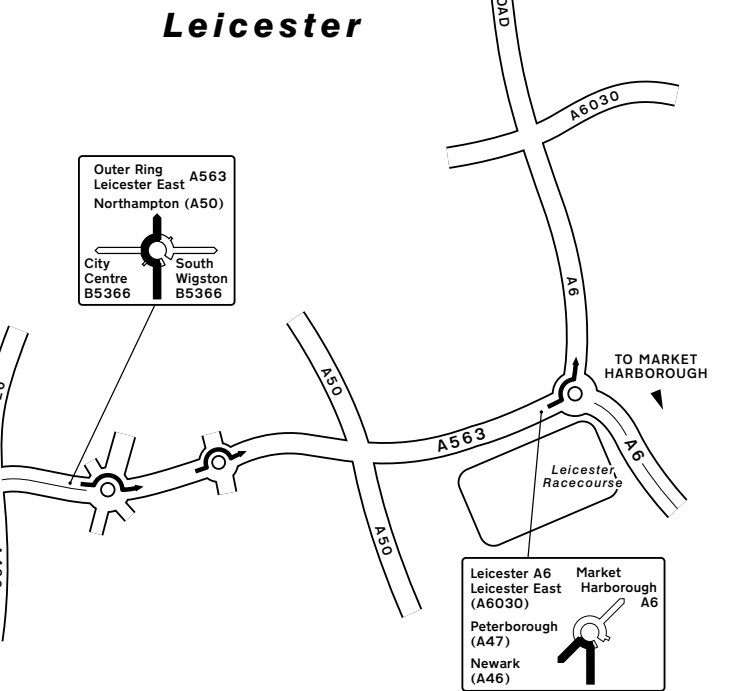 Leicester
OAD
A6030
Outer Ring
Leicester East A563
Northampton (A50)
City
Centre
B5366
South
Wigston
B5366
A6
TO MARKET
HARBOROUGH
A50
A563
A6
Leicester
Racecourse
A50
Leicester A6
Leicester East
(A6030)
Peterborough
(A47)
Newark
(A46)
Market
Harborough
A6